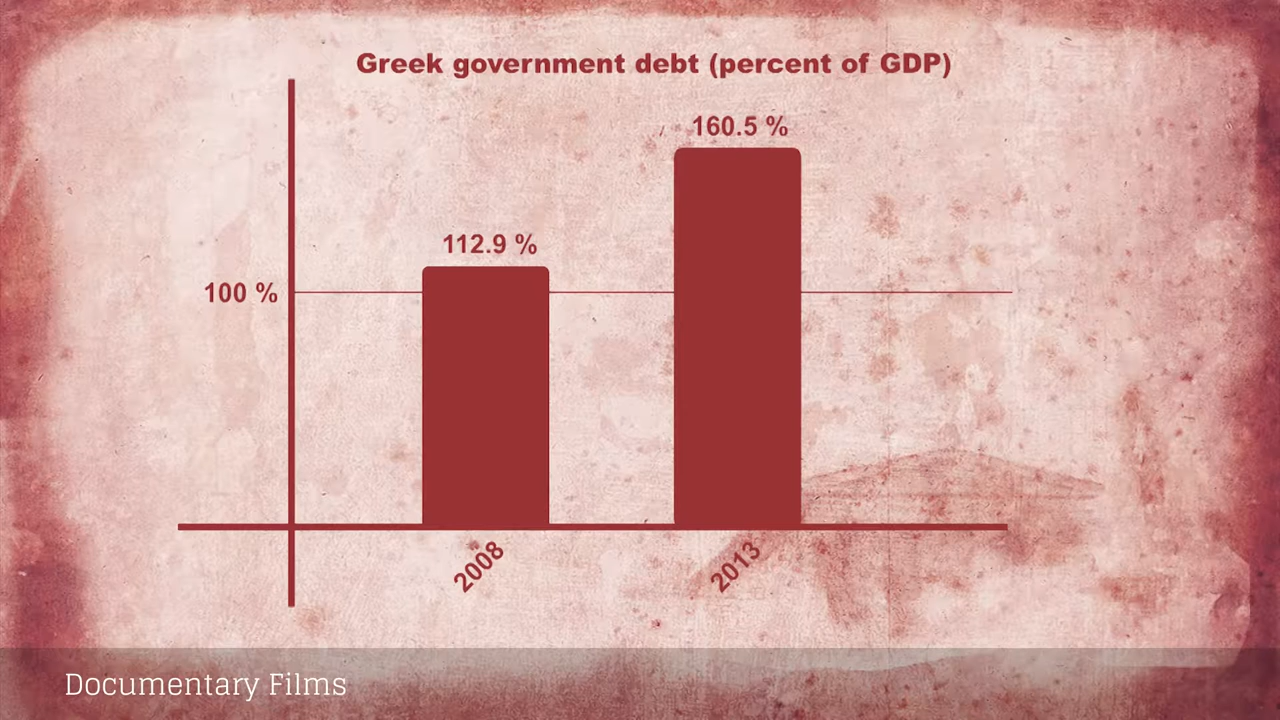 Greek government debt (percent of GDP)
160.5 %
112.9 %
100 %
2008
2013
Documentary Films